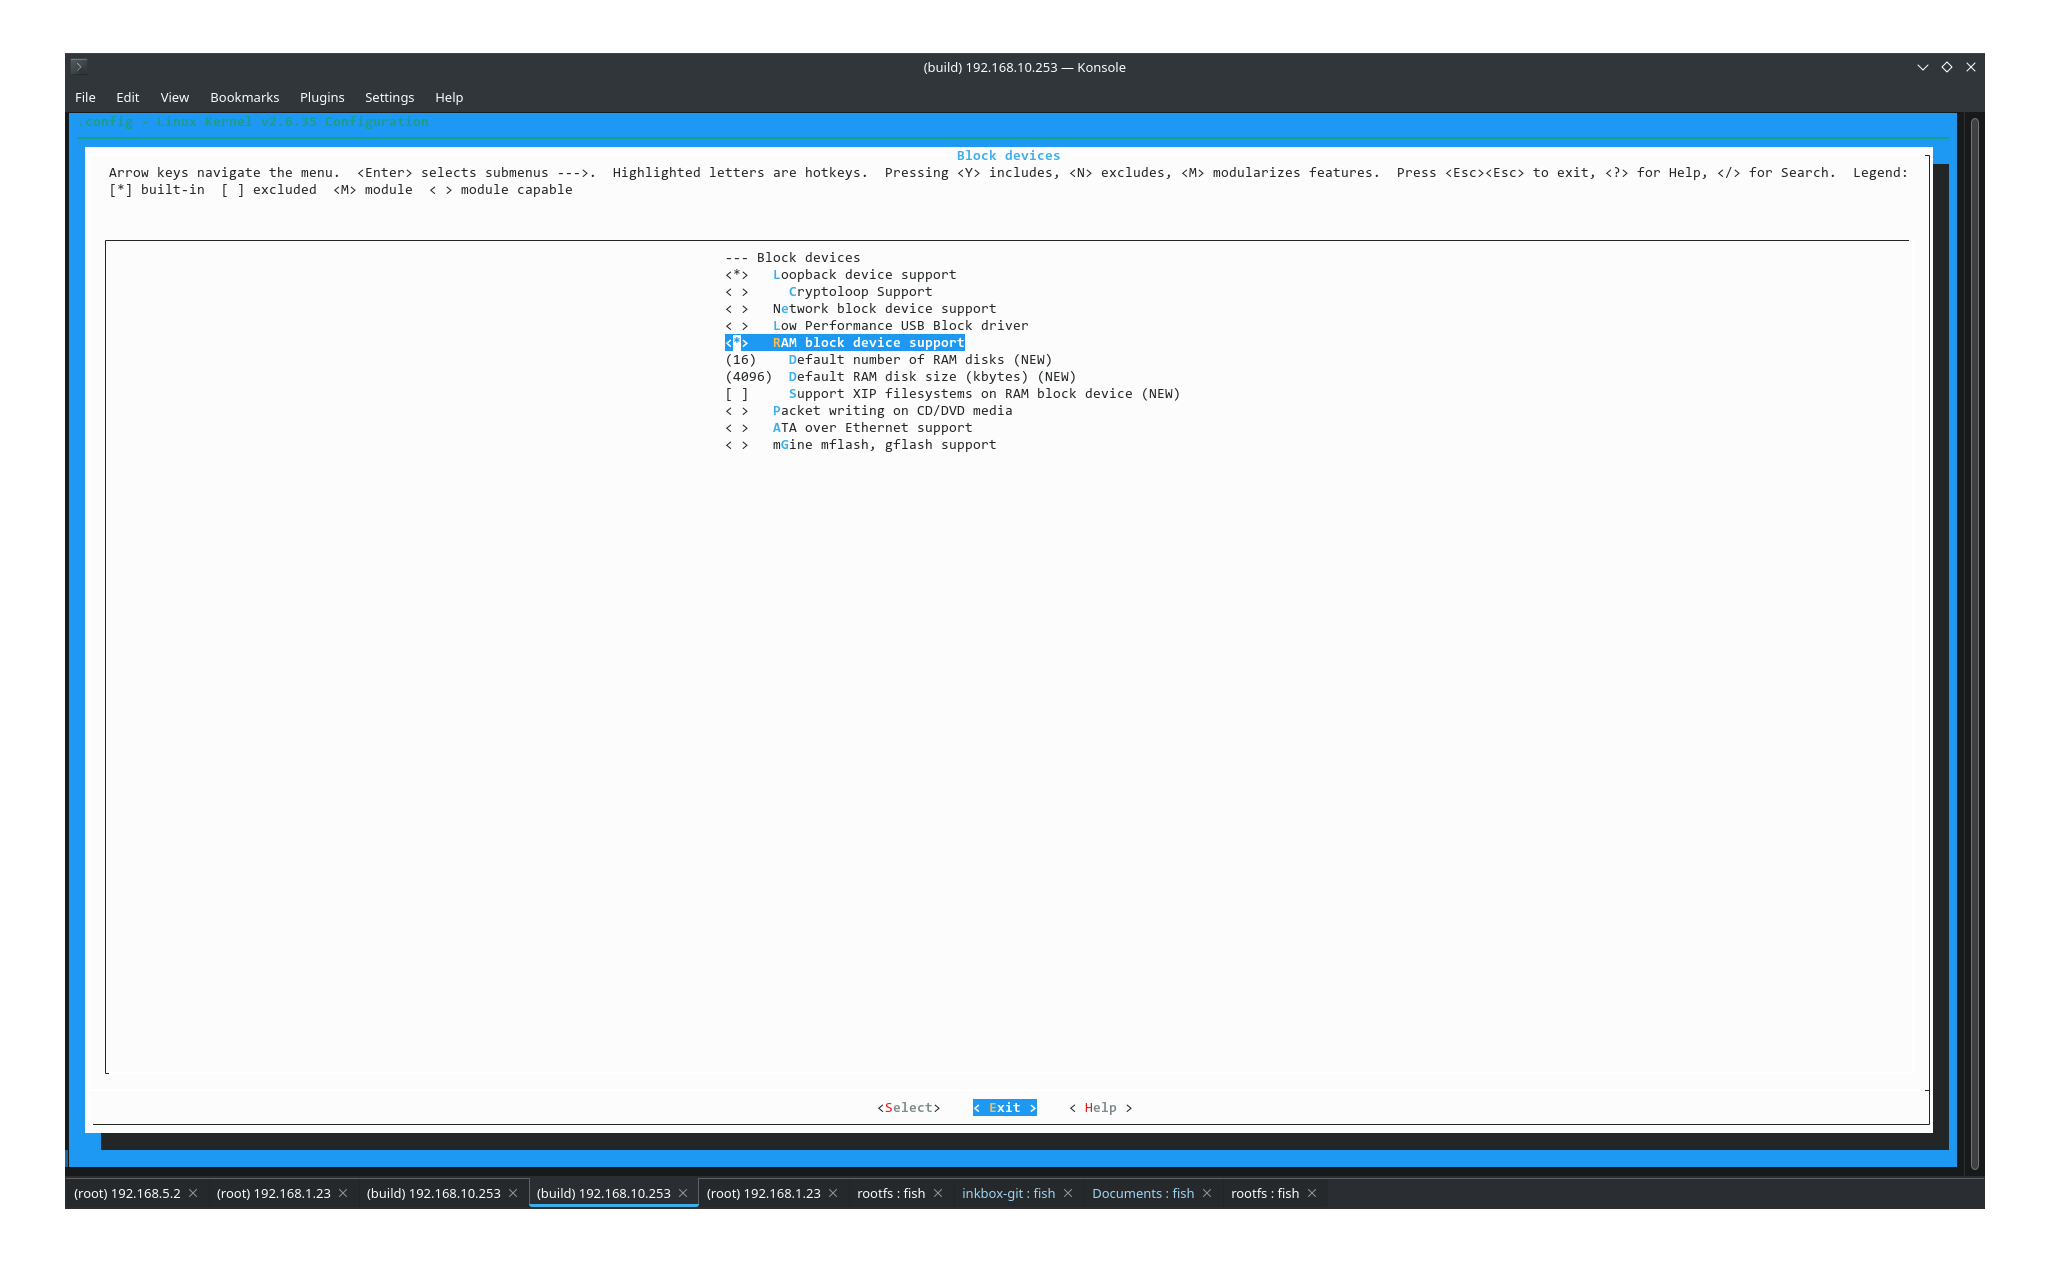 (build) 192.168.10.253 — Konsole
File Edit View Bookmarks Plugins Settings Help
.config - Linux Kernel v2.6.35 Configuration
Block devices
Arrow keys navigate the menu.  <Enter> selects submenus --->.  Highlighted letters are hotkeys.  Pressing <Y> includes, <N> excludes, <M> modularizes features.  Press <Esc><Esc> to exit, <?> for Help, </> for Search.  Legend:
[*] built-in  [ ] excluded  <M> module  < > module capable
--- Block devices
<*>   Loopback device support
< >     Cryptoloop Support
< >   Network block device support
< >   Low Performance USB Block driver
<*>   RAM block device support
(16)    Default number of RAM disks (NEW)
(4096)  Default RAM disk size (kbytes) (NEW)
[ ]     Support XIP filesystems on RAM block device (NEW)
< >   Packet writing on CD/DVD media
< >   ATA over Ethernet support
< >   mGine mflash, gflash support
<Select>    < Exit >    < Help >
(root) 192.168.5.2 (root) 192.168.1.23 (build) 192.168.10.253 (build) 192.168.10.253 (root) 192.168.1.23 rootfs : fish inkbox-git : fish Documents : fish rootfs : fish